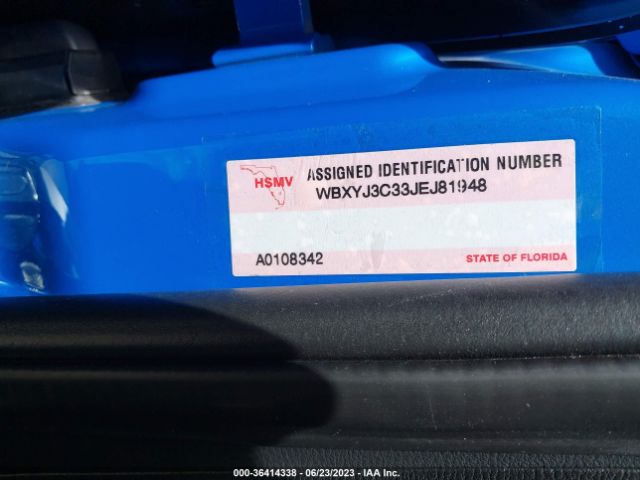 HSMV
ASSIGNED IDENTIFICATION NUMBER
WBXYJ3C33JEJ81948
A0108342
STATE OF FLORIDA
000-36414338 - 06/23/2023 - IAA Inc.